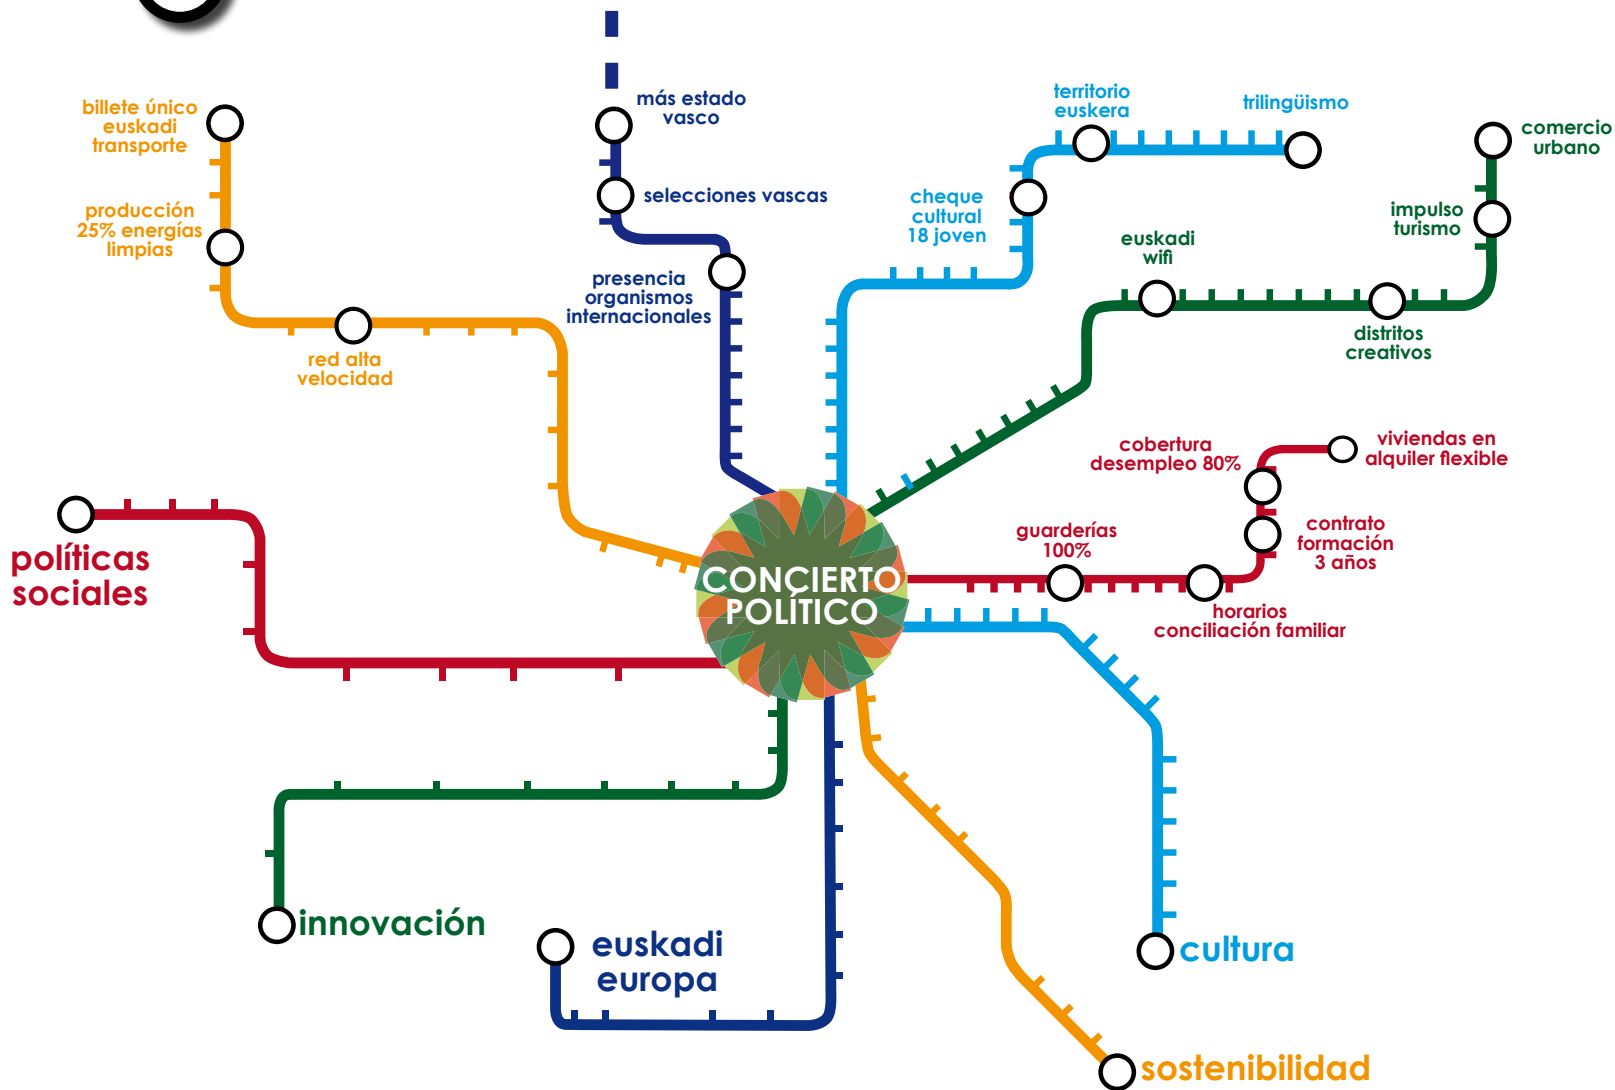 billete único
euskadi
transporte
producción
25% energías
limpias
red alta
velocidad
más estado
vasco
selecciones vascas
presencia
organismos
internacionales
territorio
euskera
trilingüismo
cheque
cultural
18 joven
comercio
urbano
impulso
turismo
euskadi
wifi
distritos
creativos
cobertura
desempleo 80%
viviendas en
alquiler flexible
guarderías
100%
contrato
formación
3 años
horarios
conciliación familiar
CONCIERTO
POLÍTICO
políticas
sociales
innovación
euskadi
europa
cultura
sostenibilidad